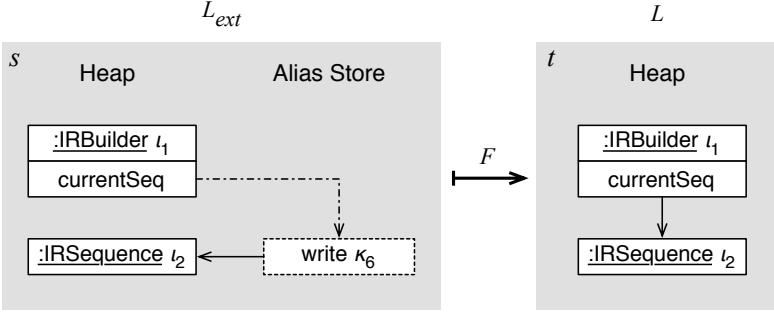 L_ext
L
s
Heap
Alias Store
t
Heap
:IRBuilder ι₁
currentSeq
:IRSequence ι₂
write κ₆
F
:IRBuilder ι₁
currentSeq
:IRSequence ι₂